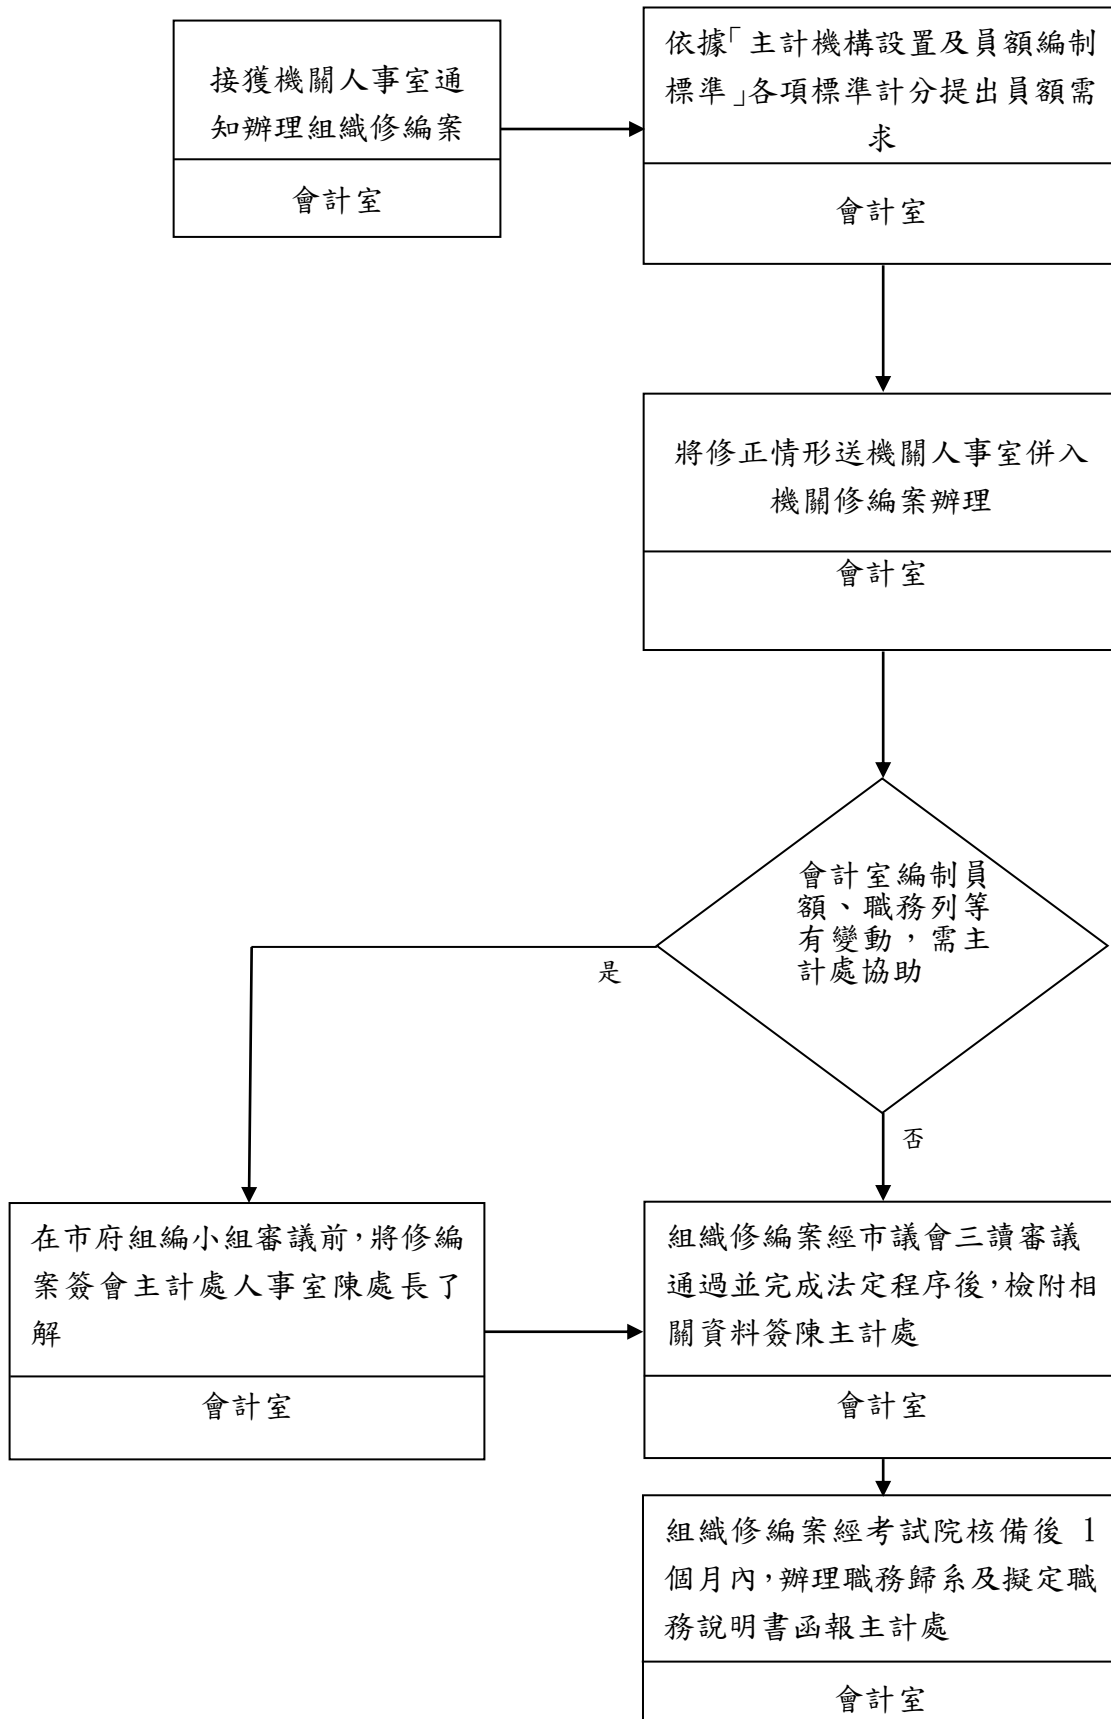 接獲機關人事室通
知辦理組織修編案
會計室
依據「主計機構設置及員額編制
標準」各項標準計分提出員額需
求
會計室
將修正情形送機關人事室併入
機關修編案辦理
會計室
會計室編制員
額、職務列等
有變動，需主
計處協助
是
否
在市府組編小組審議前，將修編
案簽會主計處人事室陳處長了
解
會計室
組織修編案經市議會三讀審議
通過並完成法定程序後，檢附相
關資料簽陳主計處
會計室
組織修編案經考試院核備後 1
個月內，辦理職務歸系及擬定職
務說明書函報主計處
會計室